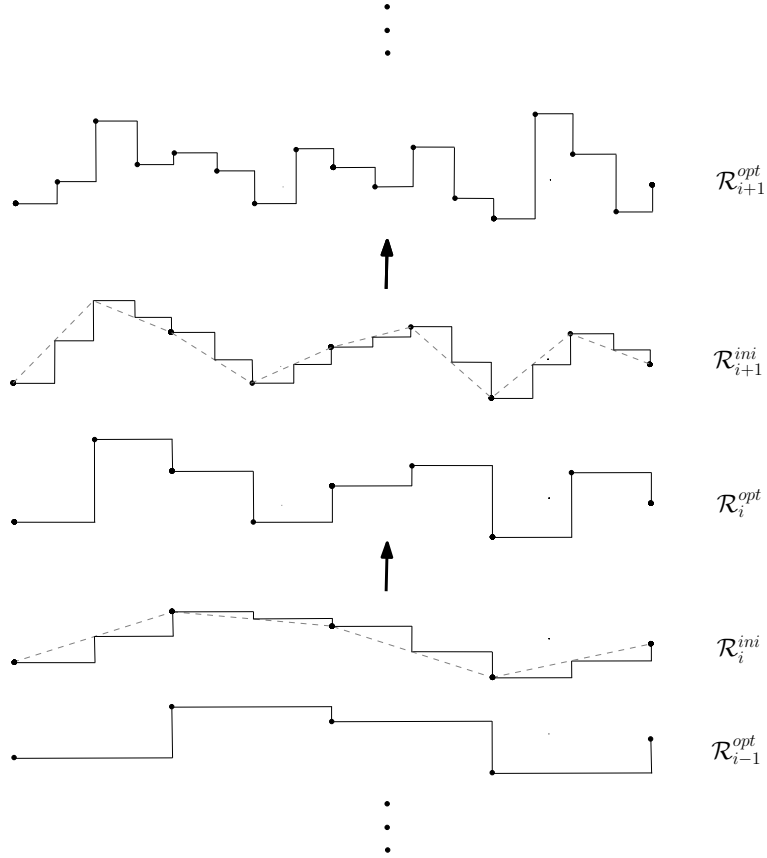 $\mathcal{R}_{i+1}^{opt}$
$\mathcal{R}_{i+1}^{ini}$
$\mathcal{R}_{i}^{opt}$
$\mathcal{R}_{i}^{ini}$
$\mathcal{R}_{i-1}^{opt}$